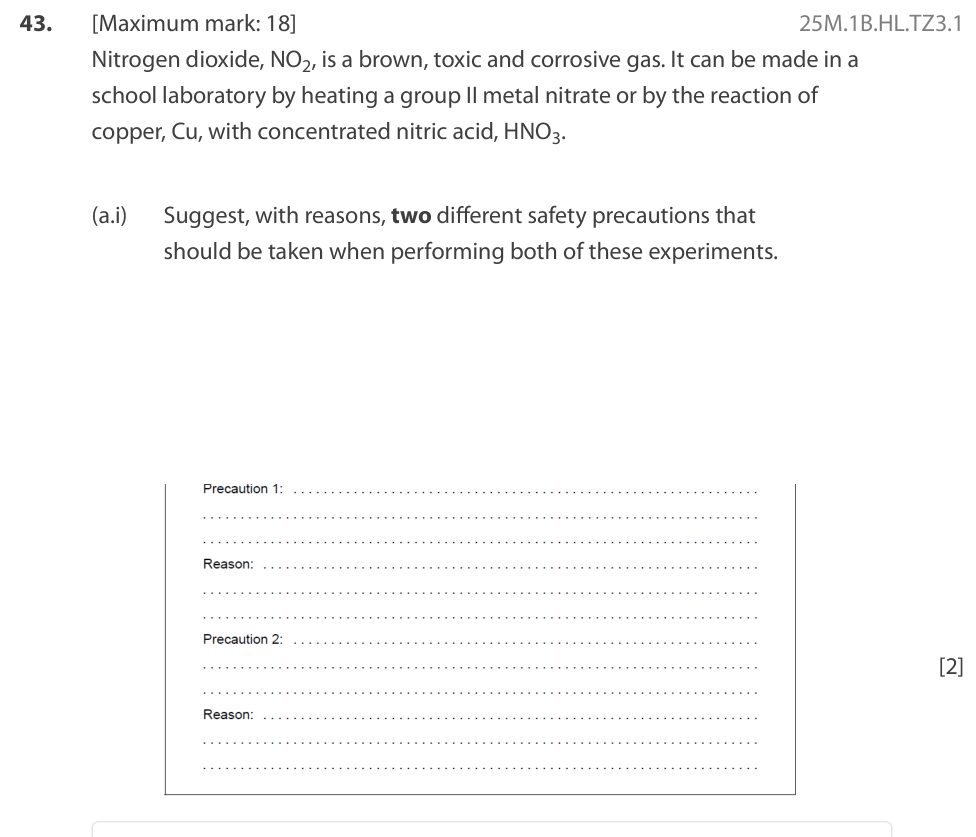 43. [Maximum mark: 18] 25M.1B.HL.TZ3.1
Nitrogen dioxide, NO₂, is a brown, toxic and corrosive gas. It can be made in a
school laboratory by heating a group II metal nitrate or by the reaction of
copper, Cu, with concentrated nitric acid, HNO₃.
(a.i) Suggest, with reasons, two different safety precautions that
should be taken when performing both of these experiments.
Precaution 1:
Reason:
Precaution 2:
[2]
Reason: